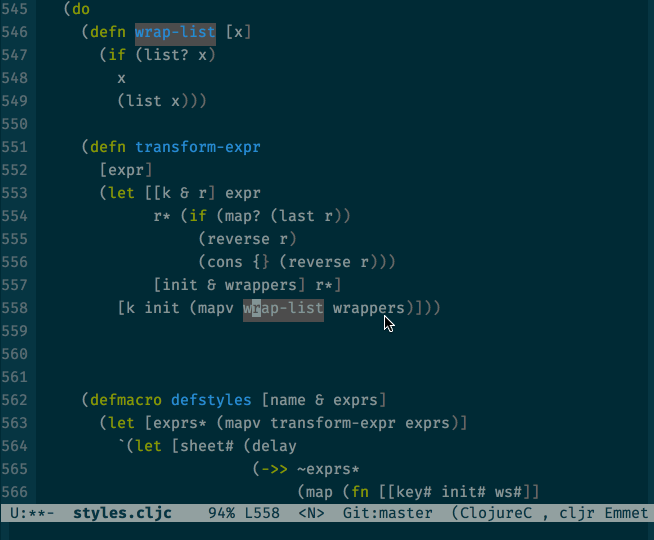 545 (do
546 (defn wrap-list [x]
547 (if (list? x)
548 x
549 (list x)))
550
551 (defn transform-expr
552 [expr]
553 (let [[k & r] expr
554 r* (if (map? (last r))
555 (reverse r)
556 (cons {} (reverse r)))
557 [init & wrappers] r*]
558 [k init (mapv wrap-list wrappers)]))
559
560
561
562 (defmacro defstyles [name & exprs]
563 (let [exprs* (mapv transform-expr exprs)]
564 `(let [sheet# (delay
565 (->> ~exprs*
566 (map (fn [[key# init# ws#]]
U:**- styles.cljc 94% L558 <N> Git:master (ClojureC , cljr Emmet